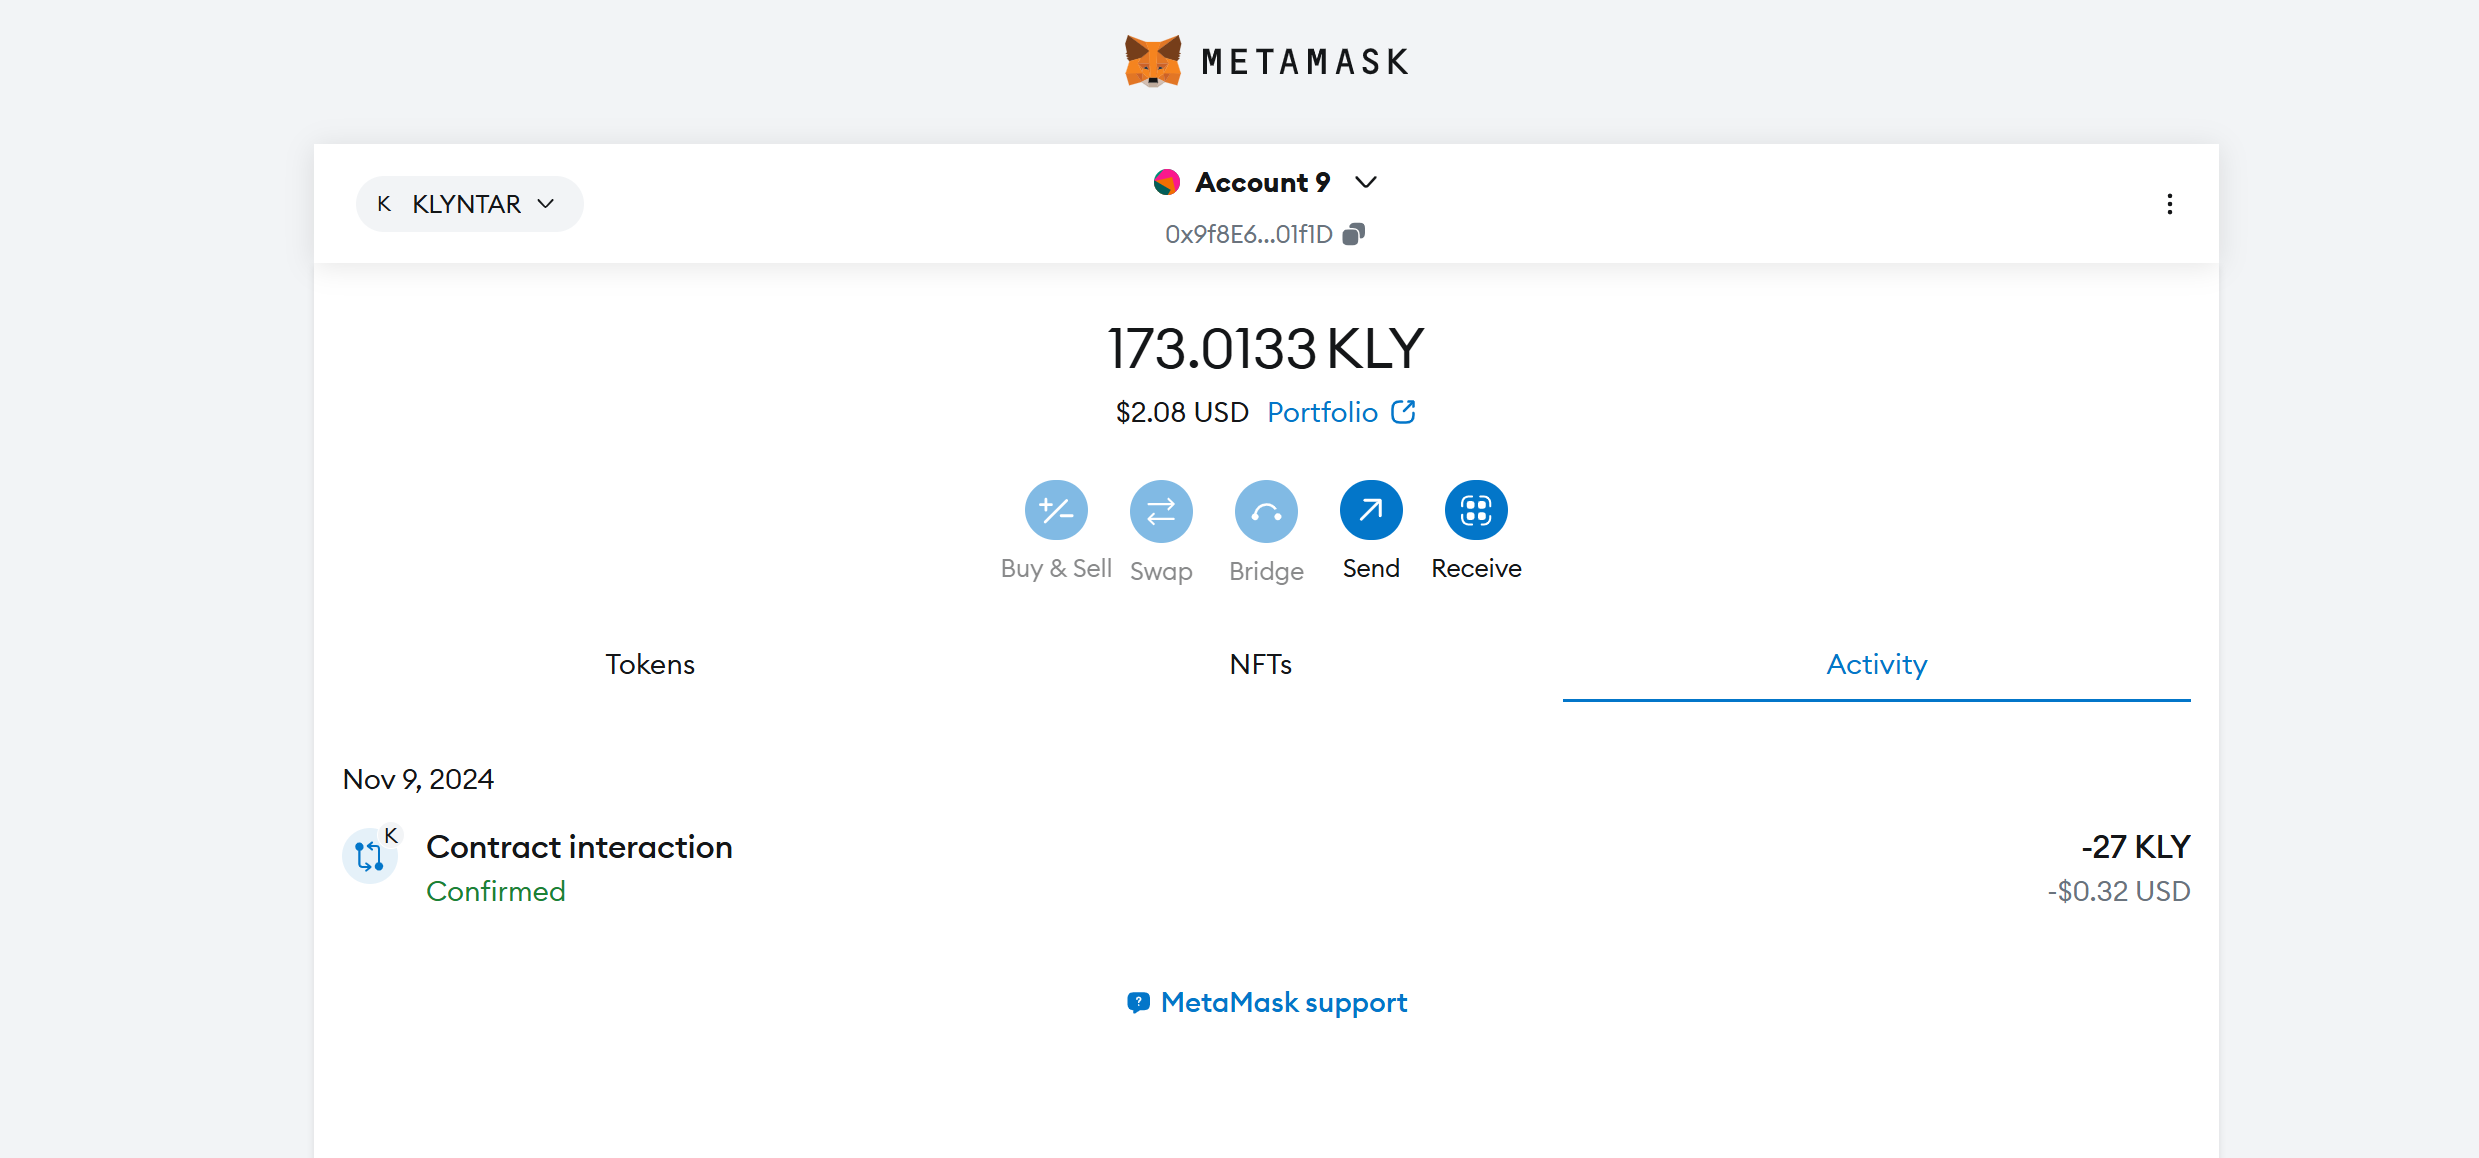 METAMASK
K KLYNTAR
Account 9
0x9f8E6...01f1D
173.0133 KLY
$2.08 USD Portfolio
Buy & Sell Swap Bridge Send Receive
Tokens NFTs Activity
Nov 9, 2024
K
Contract interaction -27 KLY
Confirmed -$0.32 USD
MetaMask support